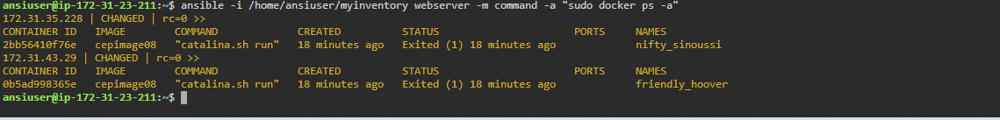 ansiuser@ip-172-31-23-211:~$ ansible -i /home/ansiuser/myinventory webserver -m command -a "sudo docker ps -a"
172.31.35.228 | CHANGED | rc=0 >>
CONTAINER ID   IMAGE        COMMAND             CREATED          STATUS                      PORTS     NAMES
2bb56410f76e   cepimage08   "catalina.sh run"   18 minutes ago   Exited (1) 18 minutes ago             nifty_sinoussi
172.31.43.29 | CHANGED | rc=0 >>
CONTAINER ID   IMAGE        COMMAND             CREATED          STATUS                      PORTS     NAMES
0b5ad998365e   cepimage08   "catalina.sh run"   18 minutes ago   Exited (1) 18 minutes ago             friendly_hoover
ansiuser@ip-172-31-23-211:~$